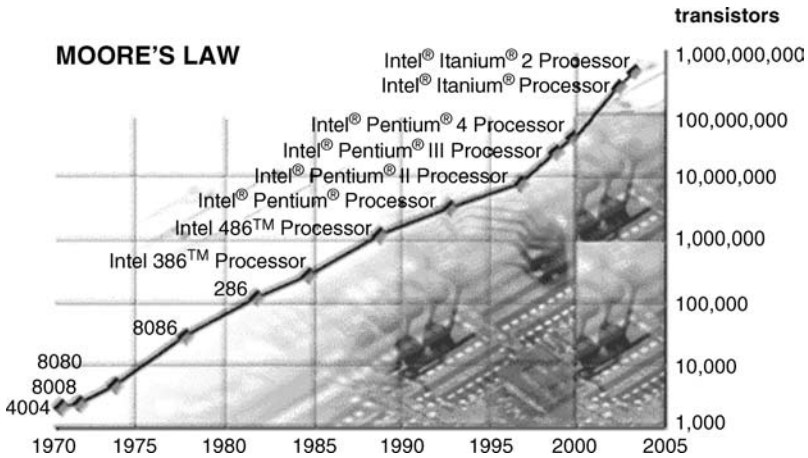 transistors
MOORE'S LAW
1,000,000,000
Intel® Itanium® 2 Processor
Intel® Itanium® Processor
100,000,000
Intel® Pentium® 4 Processor
Intel® Pentium® III Processor
10,000,000
Intel® Pentium® II Processor
Intel® Pentium® Processor
Intel 486™ Processor
1,000,000
Intel 386™ Processor
286
100,000
8086
8080
10,000
8008
4004
1,000
1970 1975 1980 1985 1990 1995 2000 2005